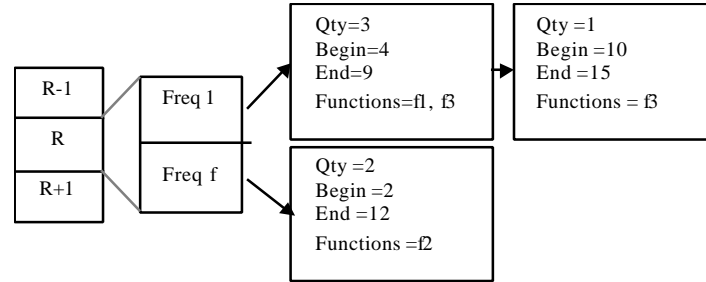 R-1
R
R+1
Freq 1
Freq f
Qty=3
Begin=4
End=9
Functions=f1, f3
Qty =1
Begin =10
End =15
Functions = f3
Qty =2
Begin =2
End =12
Functions =f2